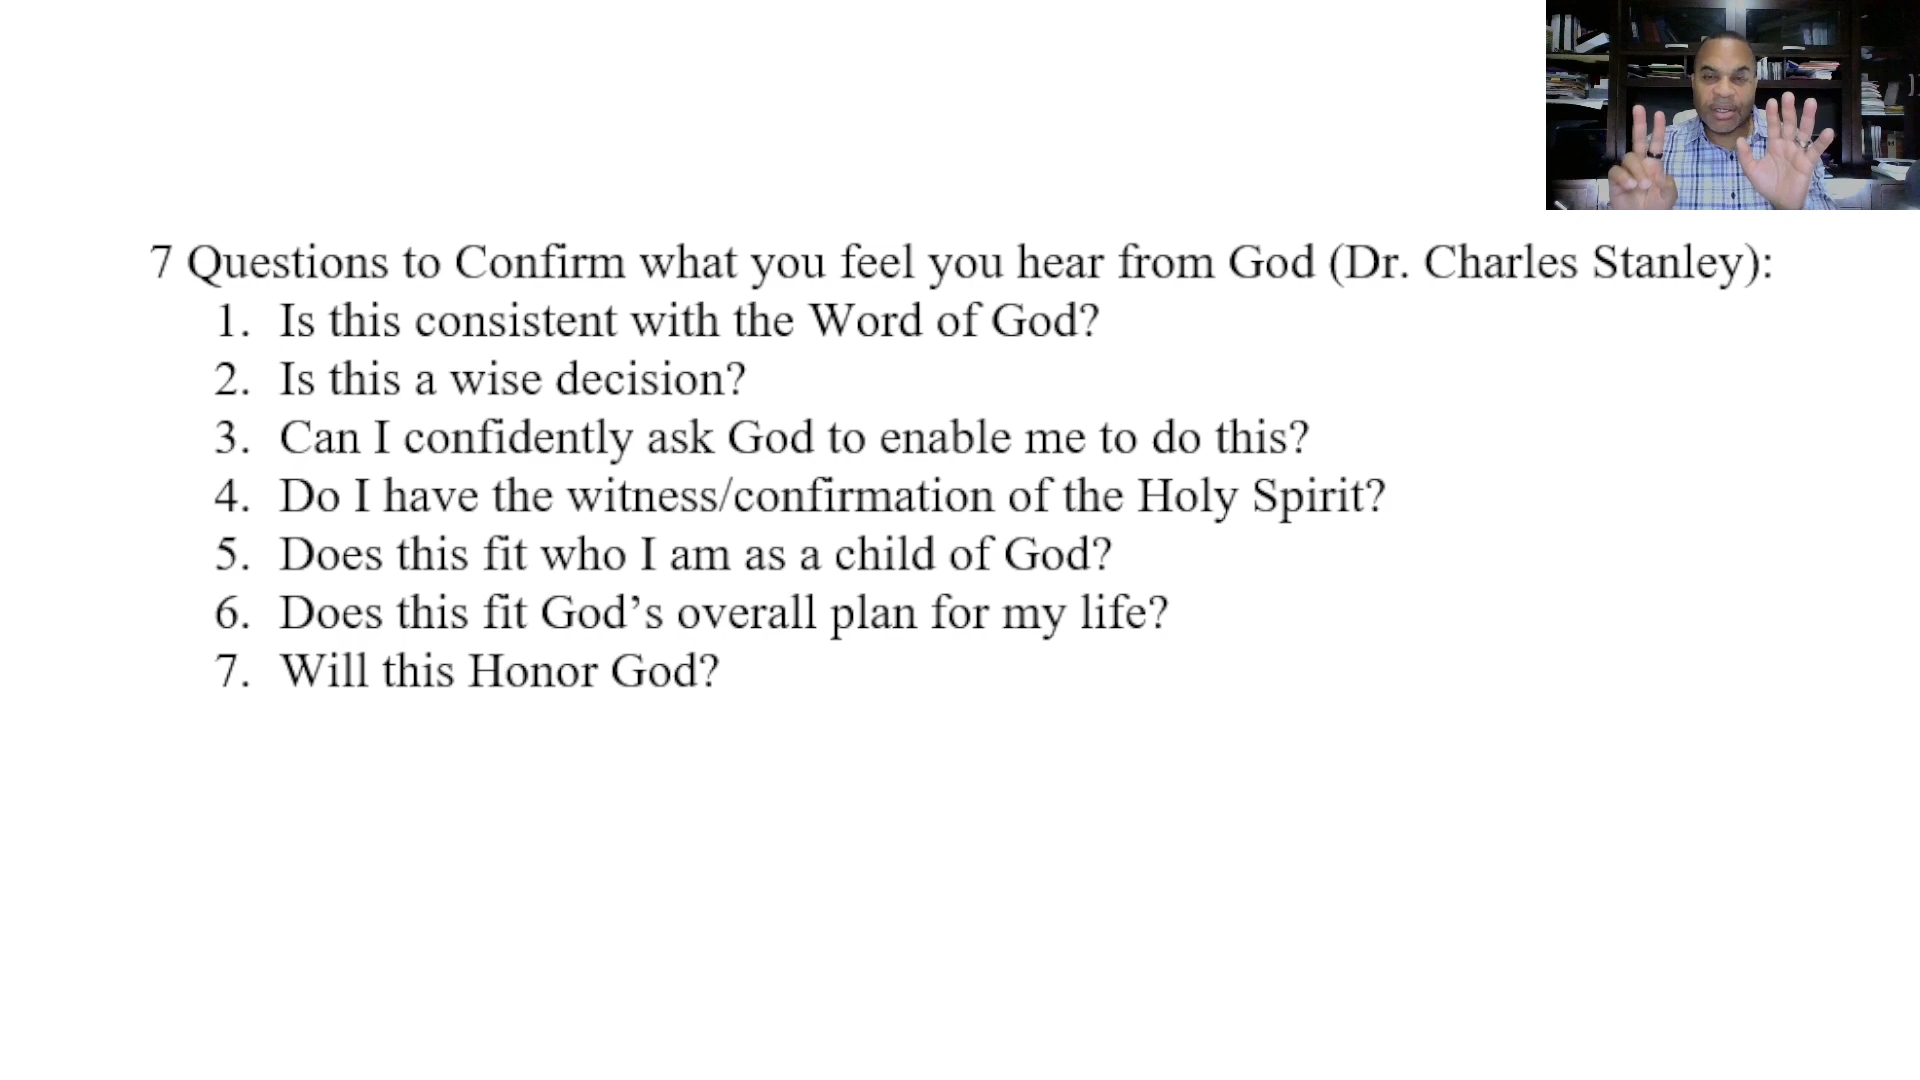 7 Questions to Confirm what you feel you hear from God (Dr. Charles Stanley):
1. Is this consistent with the Word of God?
2. Is this a wise decision?
3. Can I confidently ask God to enable me to do this?
4. Do I have the witness/confirmation of the Holy Spirit?
5. Does this fit who I am as a child of God?
6. Does this fit God’s overall plan for my life?
7. Will this Honor God?